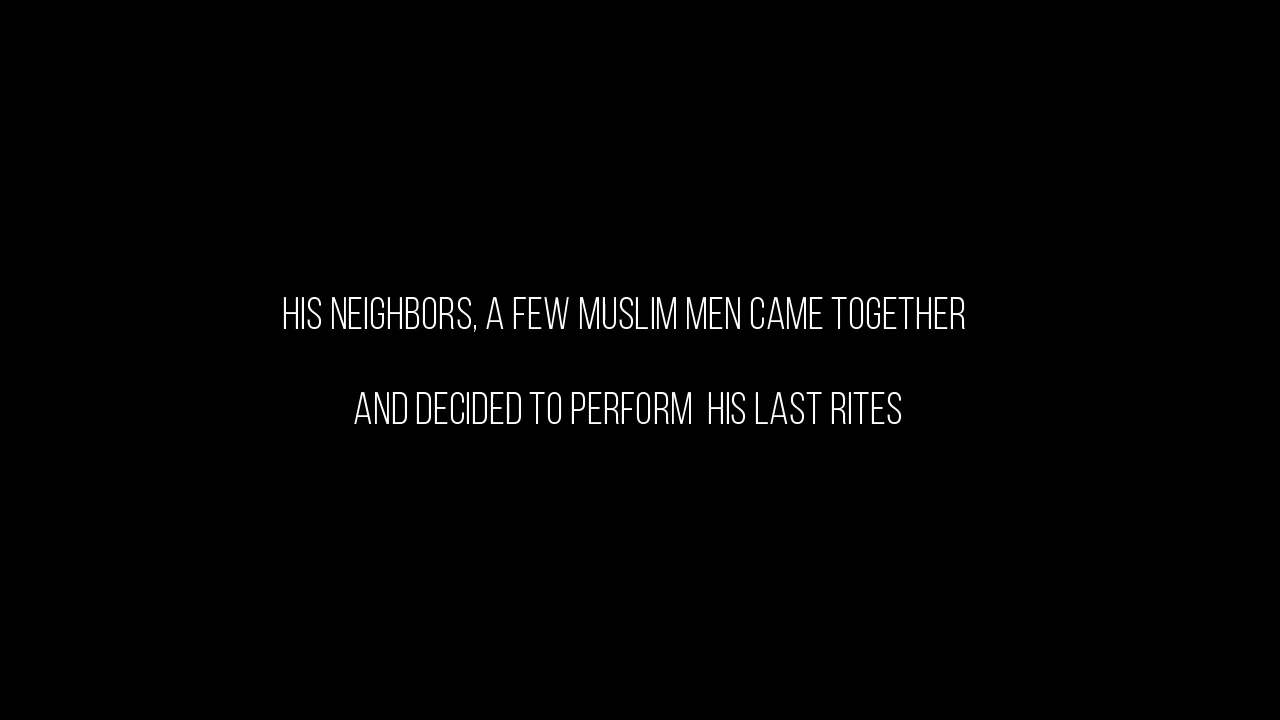 HIS NEIGHBORS, A FEW MUSLIM MEN CAME TOGETHER
AND DECIDED TO PERFORM  HIS LAST RITES